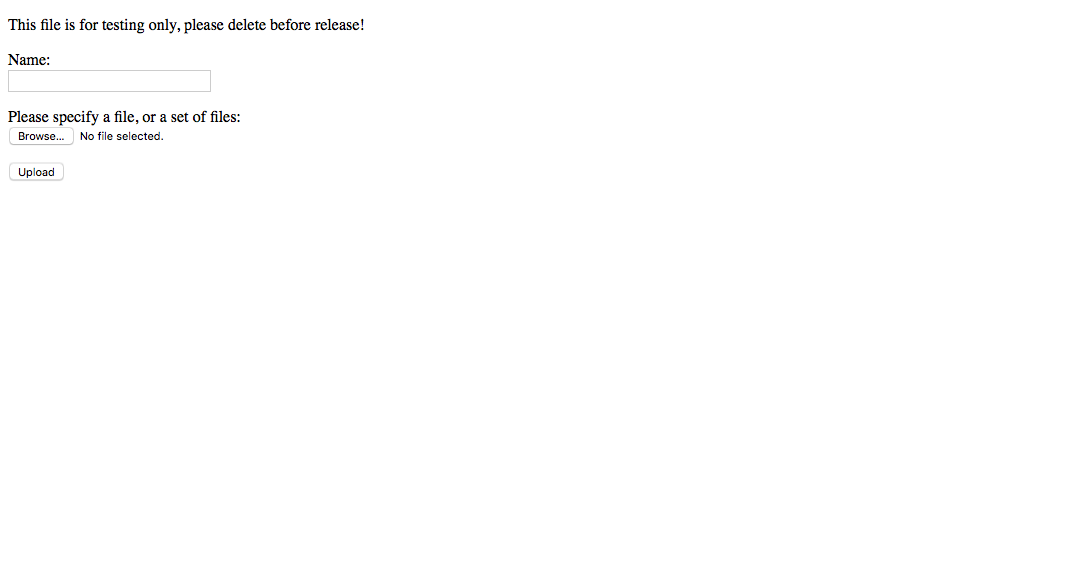 This file is for testing only, please delete before release!
Name:
Please specify a file, or a set of files:
Browse... No file selected.
Upload